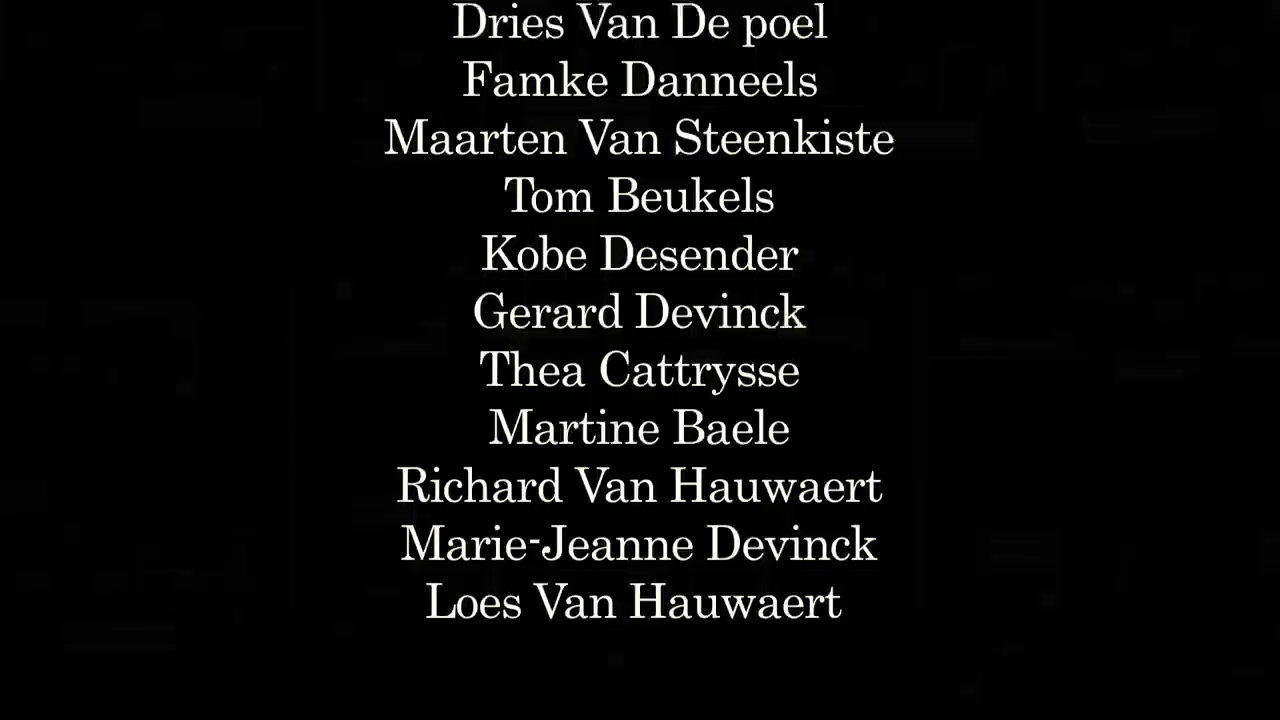 Dries Van De poel
Famke Danneels
Maarten Van Steenkiste
Tom Beukels
Kobe Desender
Gerard Devinck
Thea Cattrysse
Martine Baele
Richard Van Hauwaert
Marie-Jeanne Devinck
Loes Van Hauwaert